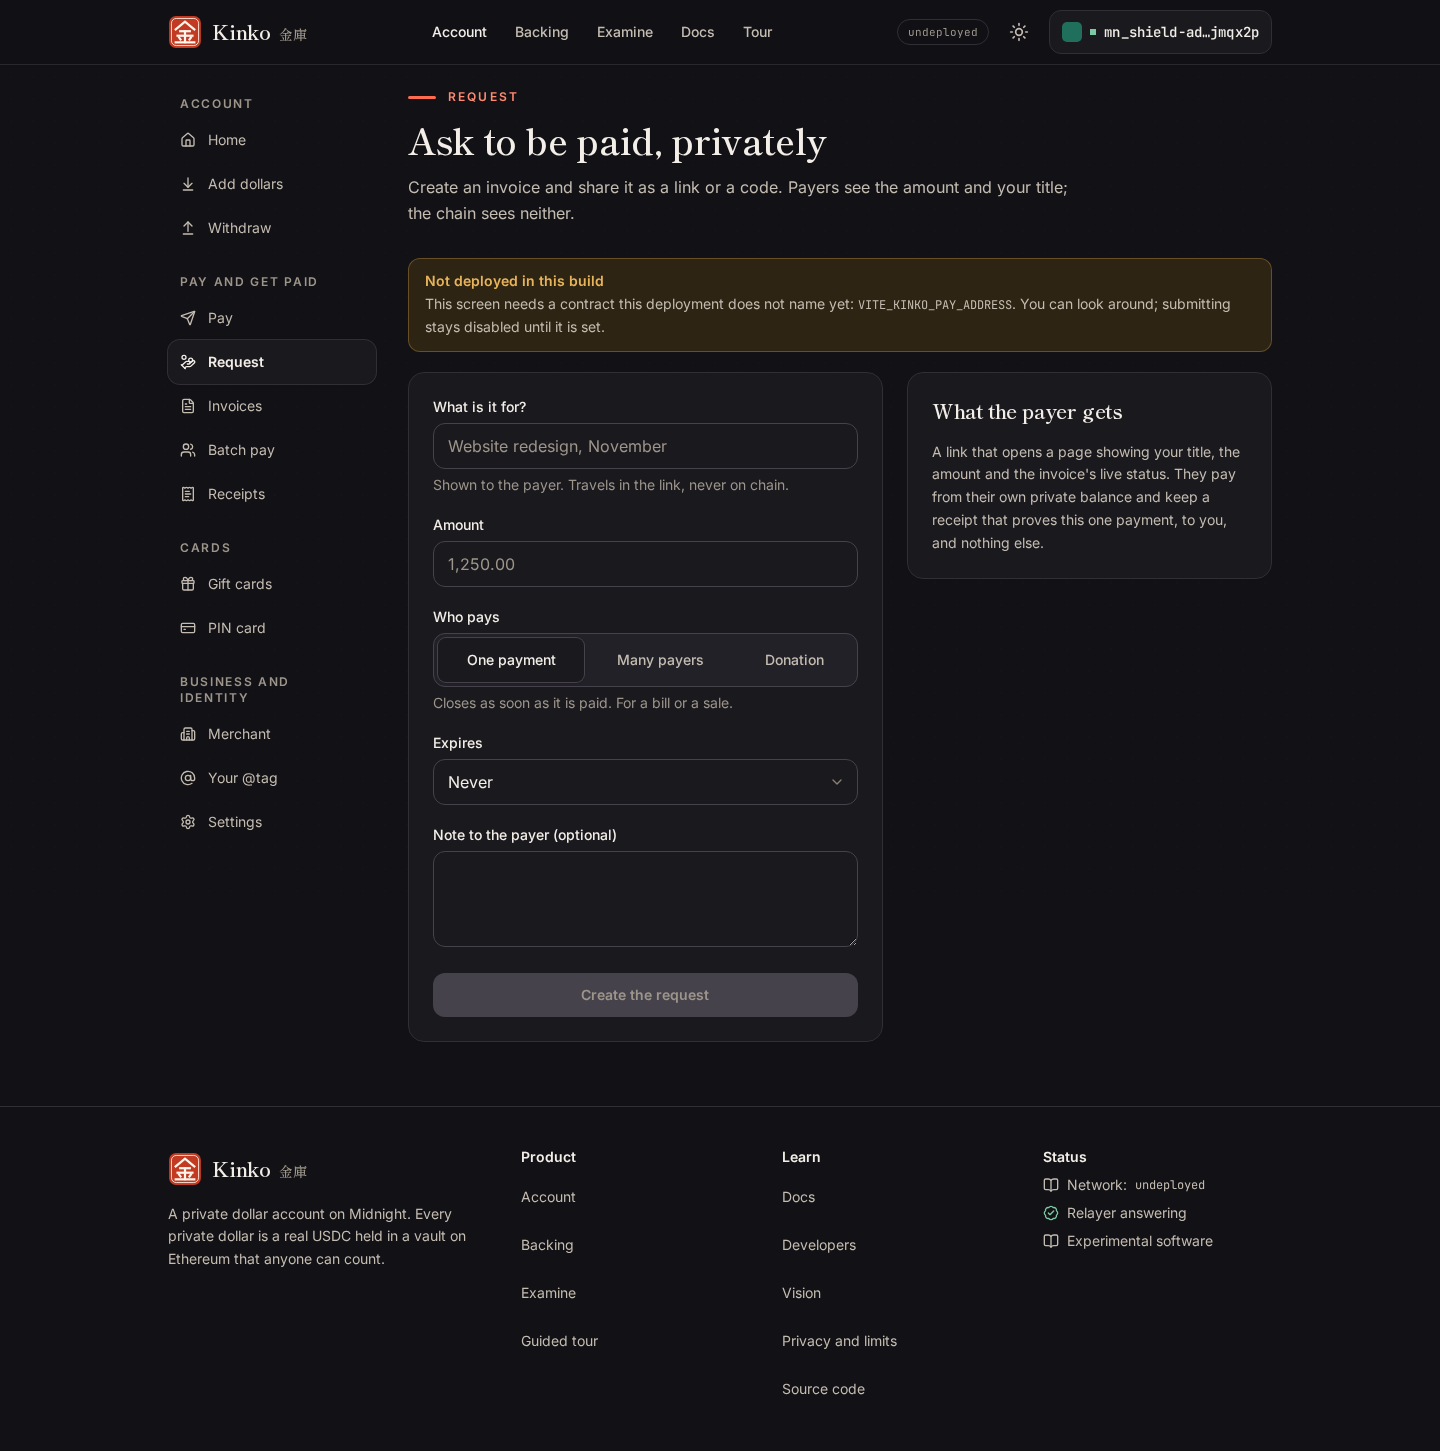 金 Kinko 金庫
Account
Backing
Examine
Docs
Tour
undeployed
mn_shield-ad…jmqx2p
ACCOUNT
Home
Add dollars
Withdraw
PAY AND GET PAID
Pay
Request
Invoices
Batch pay
Receipts
CARDS
Gift cards
PIN card
BUSINESS AND
IDENTITY
Merchant
Your @tag
Settings
REQUEST
Ask to be paid, privately
Create an invoice and share it as a link or a code. Payers see the amount and your title;
the chain sees neither.
Not deployed in this build
This screen needs a contract this deployment does not name yet: VITE_KINKO_PAY_ADDRESS. You can look around; submitting
stays disabled until it is set.
What is it for?
Website redesign, November
Shown to the payer. Travels in the link, never on chain.
Amount
1,250.00
Who pays
One payment
Many payers
Donation
Closes as soon as it is paid. For a bill or a sale.
Expires
Never
Note to the payer (optional)
Create the request
What the payer gets
A link that opens a page showing your title, the
amount and the invoice's live status. They pay
from their own private balance and keep a
receipt that proves this one payment, to you,
and nothing else.
金 Kinko 金庫
A private dollar account on Midnight. Every
private dollar is a real USDC held in a vault on
Ethereum that anyone can count.
Product
Account
Backing
Examine
Guided tour
Learn
Docs
Developers
Vision
Privacy and limits
Source code
Status
Network: undeployed
Relayer answering
Experimental software